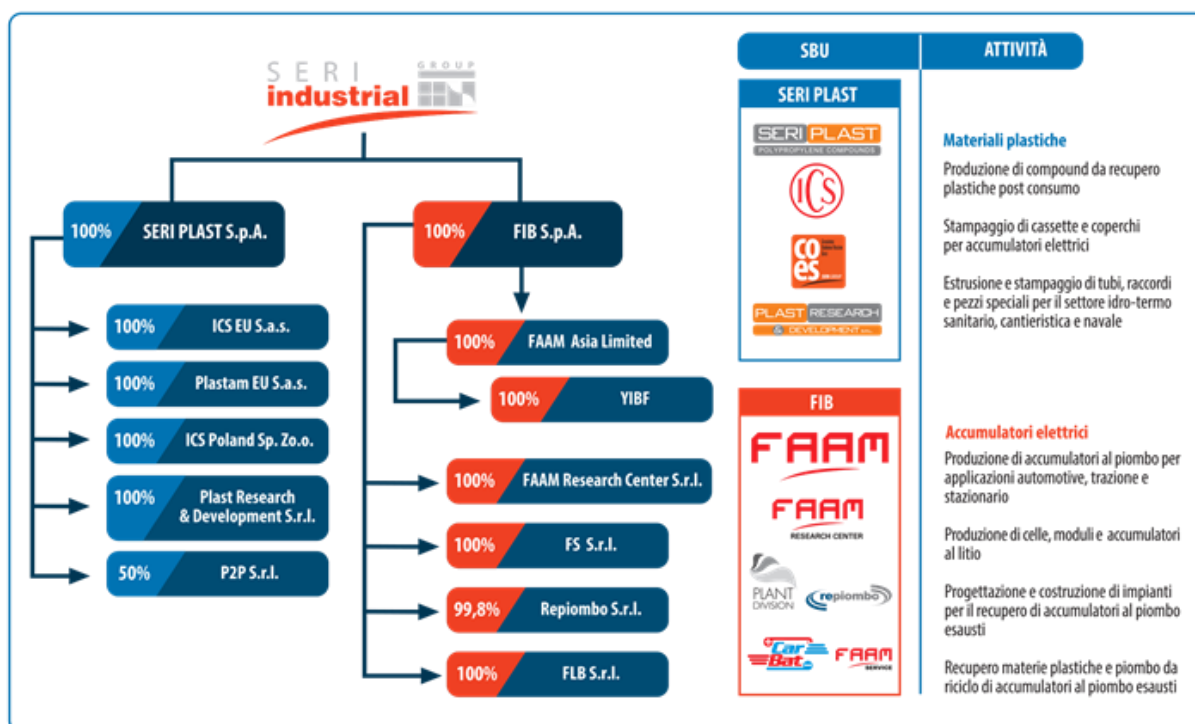 SERI
industrial
GROUP
100% SERI PLAST S.p.A.
100% ICS EU S.a.s.
100% Plastam EU S.a.s.
100% ICS Poland Sp. Zo.o.
100% Plast Research
& Development S.r.l.
50% P2P S.r.l.
100% FIB S.p.A.
100% FAAM Asia Limited
100% YIBF
100% FAAM Research Center S.r.l.
100% FS S.r.l.
99,8% Repiombo S.r.l.
100% FLB S.r.l.
SBU
ATTIVITÀ
SERI PLAST
SERI PLAST
POLYPROPYLENE COMPOUNDS
ICS
co
es
PLAST RESEARCH
& DEVELOPMENT
Materiali plastiche
Produzione di compound da recupero
plastiche post consumo
Stampaggio di cassette e coperchi
per accumulatori elettrici
Estrusione e stampaggio di tubi, raccordi
e pezzi speciali per il settore idro-termo
sanitario, cantieristica e navale
FIB
FAAM
FAAM
RESEARCH CENTER
PLANT
DIVISION
repiombo
Car
Bat
FAAM
SERVICE
Accumulatori elettrici
Produzione di accumulatori al piombo per
applicazioni automotive, trazione e
stazionario
Produzione di celle, moduli e accumulatori
al litio
Progettazione e costruzione di impianti
per il recupero di accumulatori al piombo
esausti
Recupero materie plastiche e piombo da
riciclo di accumulatori al piombo esausti